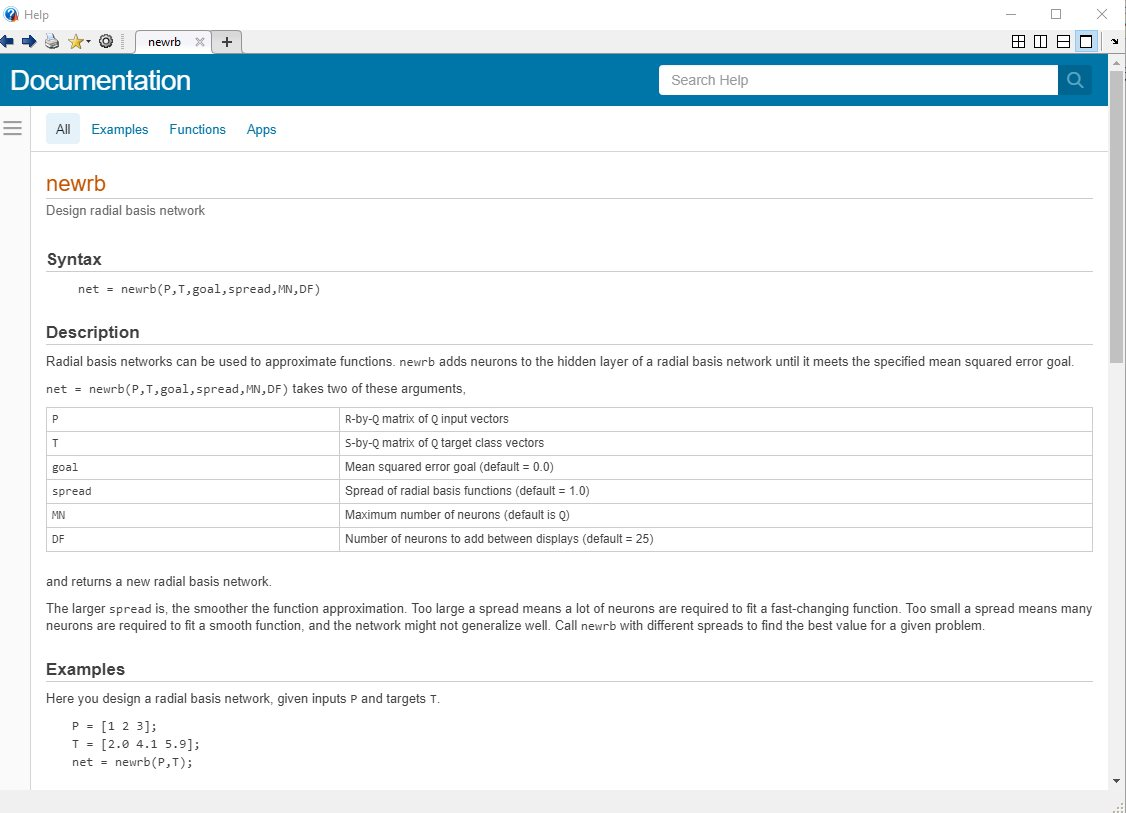 Help
newrb
Documentation
Search Help
All Examples Functions Apps
newrb
Design radial basis network
Syntax
net = newrb(P,T,goal,spread,MN,DF)
Description
Radial basis networks can be used to approximate functions. newrb adds neurons to the hidden layer of a radial basis network until it meets the specified mean squared error goal.
net = newrb(P,T,goal,spread,MN,DF) takes two of these arguments,
P R-by-Q matrix of Q input vectors
T S-by-Q matrix of Q target class vectors
goal Mean squared error goal (default = 0.0)
spread Spread of radial basis functions (default = 1.0)
MN Maximum number of neurons (default is Q)
DF Number of neurons to add between displays (default = 25)
and returns a new radial basis network.
The larger spread is, the smoother the function approximation. Too large a spread means a lot of neurons are required to fit a fast-changing function. Too small a spread means many
neurons are required to fit a smooth function, and the network might not generalize well. Call newrb with different spreads to find the best value for a given problem.
Examples
Here you design a radial basis network, given inputs P and targets T.
P = [1 2 3];
T = [2.0 4.1 5.9];
net = newrb(P,T);